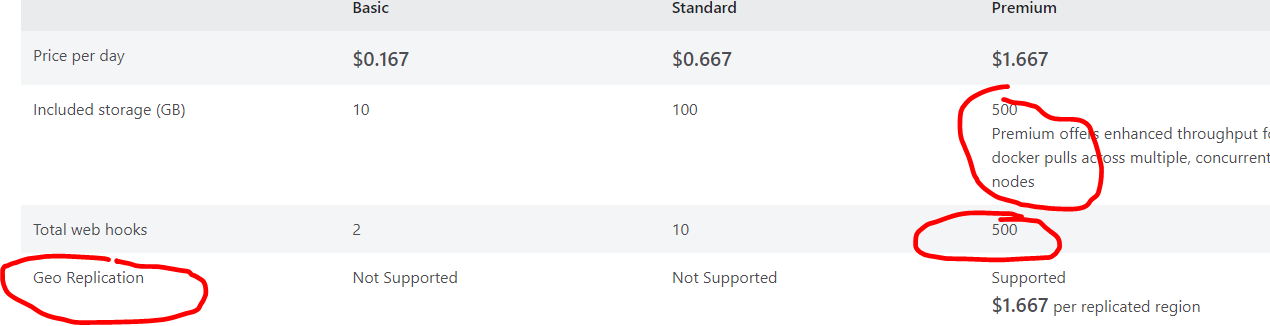 Basic Standard Premium
Price per day $0.167 $0.667 $1.667
Included storage (GB) 10 100 500
Premium offers enhanced throughput
docker pulls across multiple, concurrent
nodes
Total web hooks 2 10 500
Geo Replication Not Supported Not Supported Supported
$1.667 per replicated region